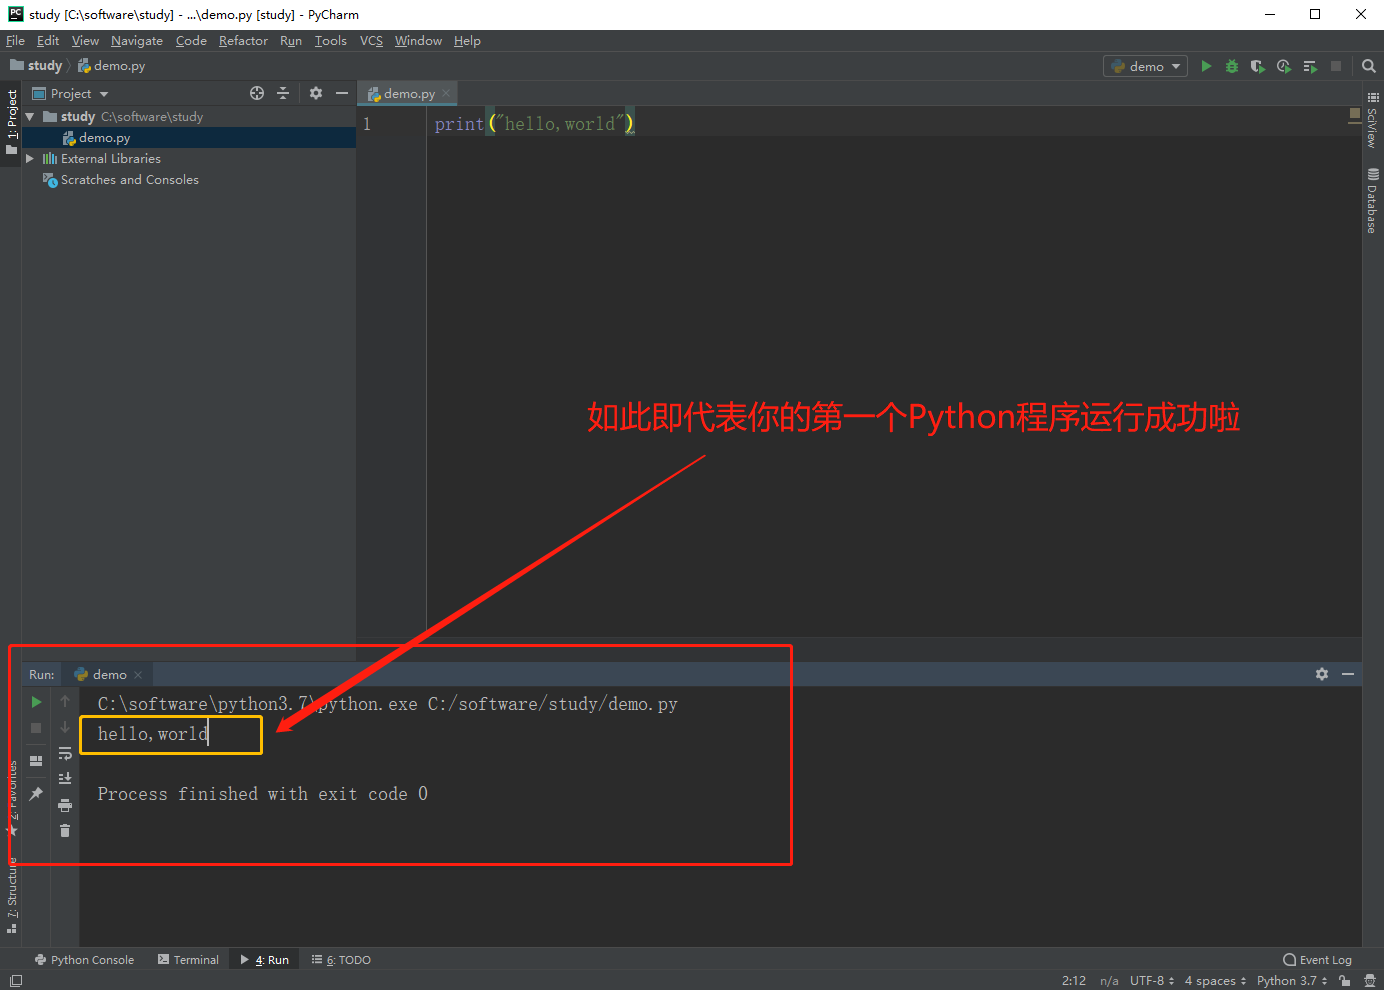 study [C:\software\study] - ...\demo.py [study] - PyCharm
File Edit View Navigate Code Refactor Run Tools VCS Window Help
study demo.py demo
1: Project
Project demo.py
study C:\software\study
demo.py
External Libraries
Scratches and Consoles
1 print("hello,world")
SciView
Database
如此即代表你的第一个Python程序运行成功啦
Run: demo
C:\software\python3.7\python.exe C:/software/study/demo.py
hello,world
Process finished with exit code 0
2: Favorites
7: Structure
Python Console Terminal 4: Run 6: TODO Event Log
2:12 n/a UTF-8 4 spaces Python 3.7